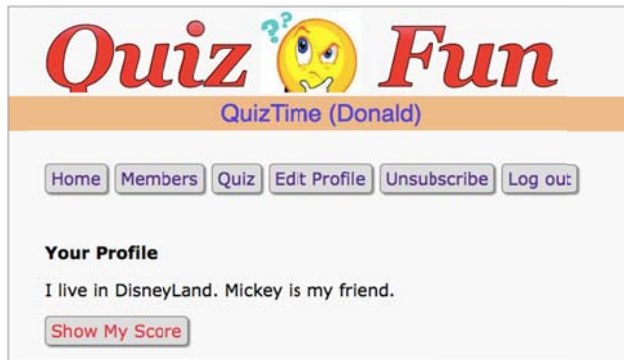 Quiz ?? Fun
QuizTime (Donald)
Home Members Quiz Edit Profile Unsubscribe Log out
Your Profile
I live in DisneyLand. Mickey is my friend.
Show My Score